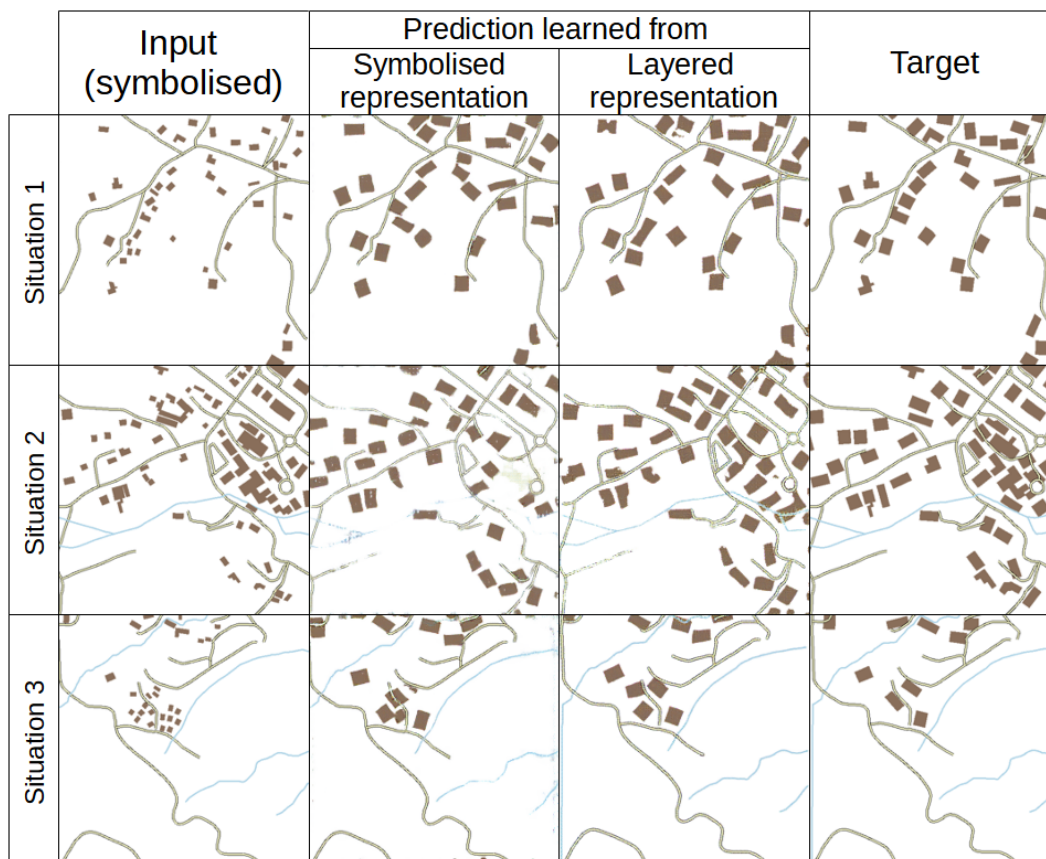 Input
(symbolised)
Prediction learned from
Symbolised
representation
Layered
representation
Target
Situation 1
Situation 2
Situation 3